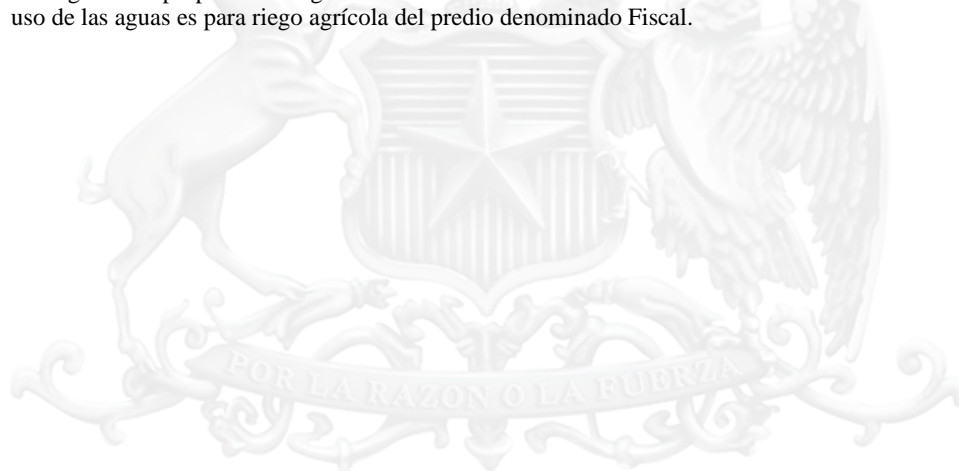 uso de las aguas es para riego agrícola del predio denominado Fiscal.
POR LA RAZON O LA FUERZA